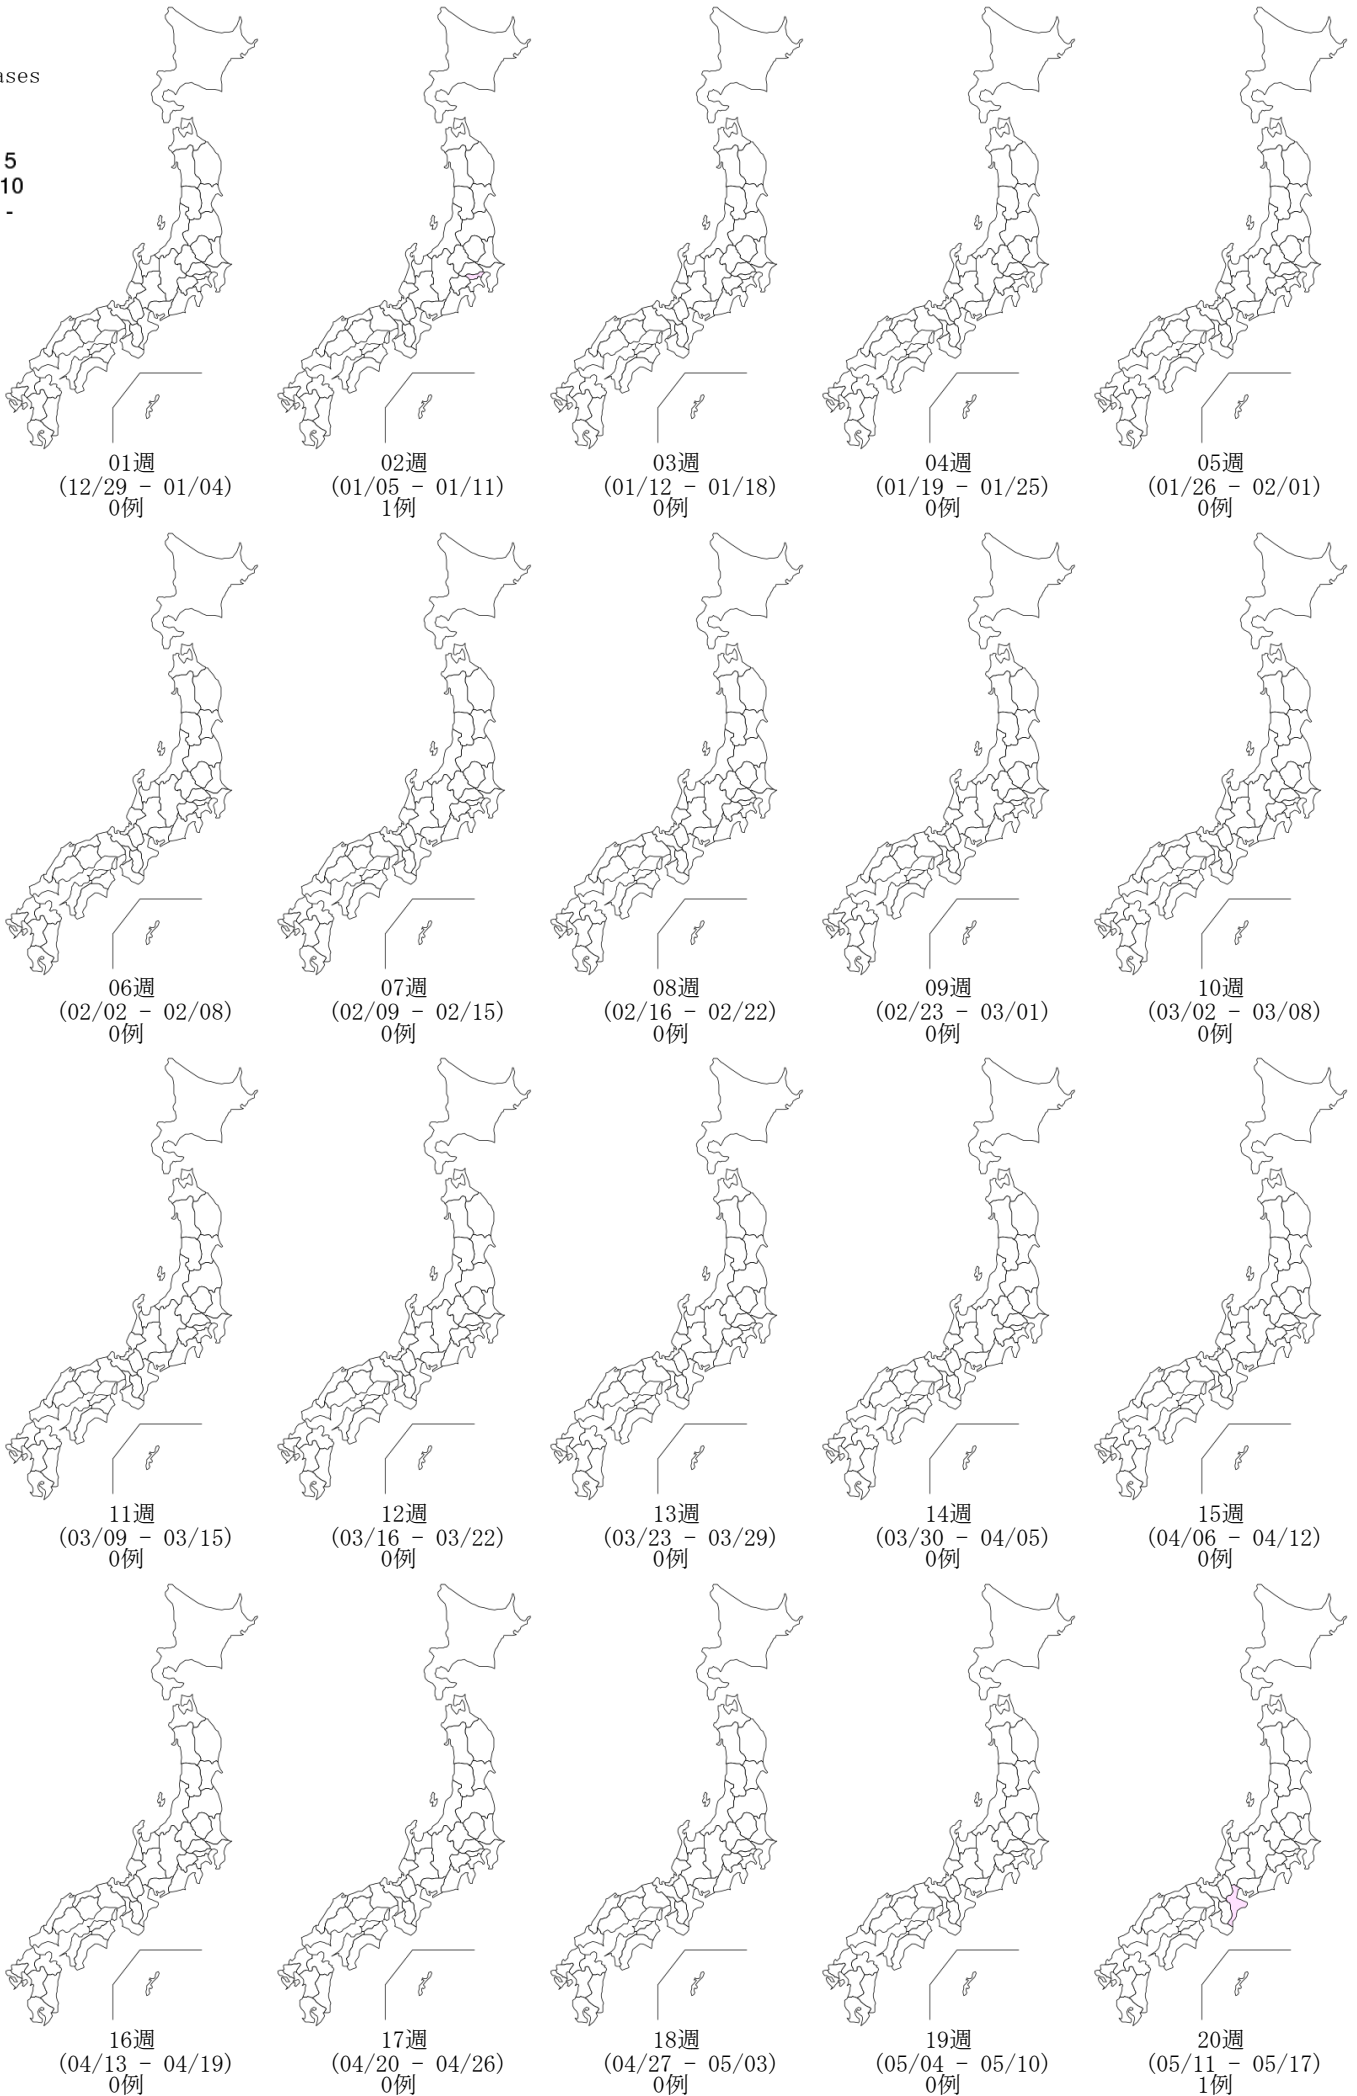 ases
5
10
-
01週
(12/29 - 01/04)
0例
02週
(01/05 - 01/11)
1例
03週
(01/12 - 01/18)
0例
04週
(01/19 - 01/25)
0例
05週
(01/26 - 02/01)
0例
06週
(02/02 - 02/08)
0例
07週
(02/09 - 02/15)
0例
08週
(02/16 - 02/22)
0例
09週
(02/23 - 03/01)
0例
10週
(03/02 - 03/08)
0例
11週
(03/09 - 03/15)
0例
12週
(03/16 - 03/22)
0例
13週
(03/23 - 03/29)
0例
14週
(03/30 - 04/05)
0例
15週
(04/06 - 04/12)
0例
16週
(04/13 - 04/19)
0例
17週
(04/20 - 04/26)
0例
18週
(04/27 - 05/03)
0例
19週
(05/04 - 05/10)
0例
20週
(05/11 - 05/17)
1例